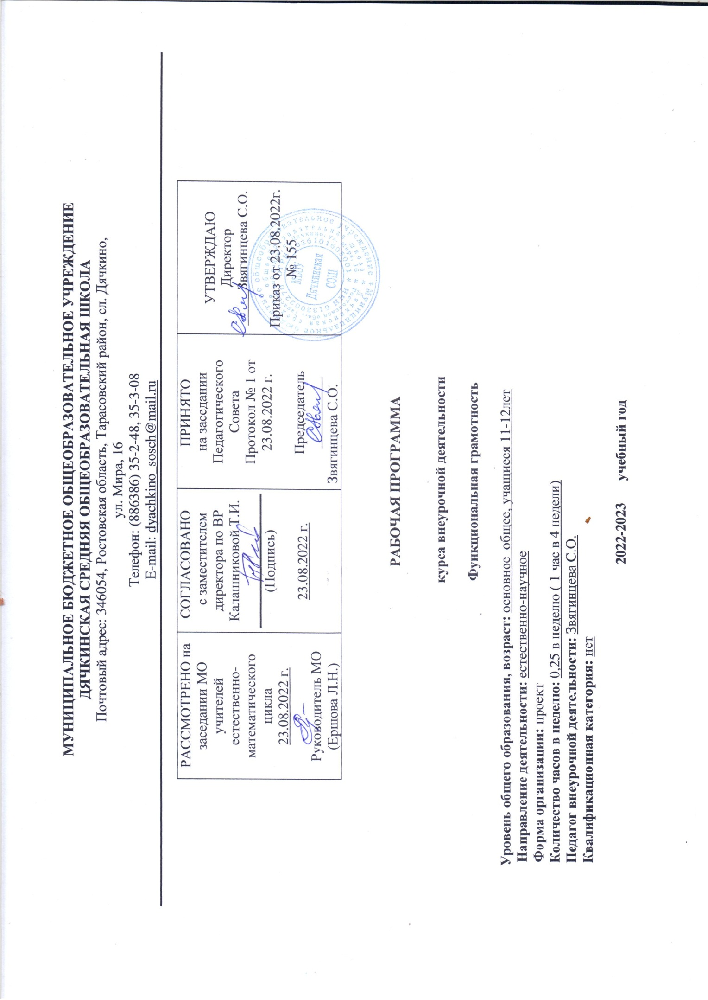 МУНИЦИПАЛЬНОЕ БЮДЖЕТНОЕ ОБЩЕОБРАЗОВАТЕЛЬНОЕ УЧРЕЖДЕНИЕ
ДЯЧКИНСКАЯ СРЕДНЯЯ ОБЩЕОБРАЗОВАТЕЛЬНАЯ ШКОЛА
Почтовый адрес: 346054, Ростовская область, Тарасовский район, сл. Дячкино,
ул. Мира, 16
Телефон: (886386) 35-2-48, 35-3-08
E-mail: dyachkino_sosch@mail.ru
РАССМОТРЕНО на
заседании МО
учителей
естественно-
математического
цикла
23.08.2022 г.
Руководитель МО
(Ершова Л.Н.)
СОГЛАСОВАНО
с заместителем
директора по ВР
Калашниковой Т.И.
(Подпись)
23.08.2022 г.
ПРИНЯТО
на заседании
Педагогического
Совета
Протокол № 1 от
23.08.2022 г.
Председатель
Звягинцева С.О.
УТВЕРЖДАЮ
Директор
Звягинцева С.О.
Приказ от 23.08.2022г.
№ 155
МБОУ
Дячкинская
СОШ
РАБОЧАЯ ПРОГРАММА
курса внеурочной деятельности
Функциональная грамотность
Уровень общего образования, возраст: основное общее, учащиеся 11-12лет
Направление деятельности: естественно-научное
Форма организации: проект
Количество часов в неделю: 0,25 в неделю ( 1 час в 4 недели)
Педагог внеурочной деятельности: Звягинцева С.О.
Квалификационная категория: нет
2022-2023 учебный год